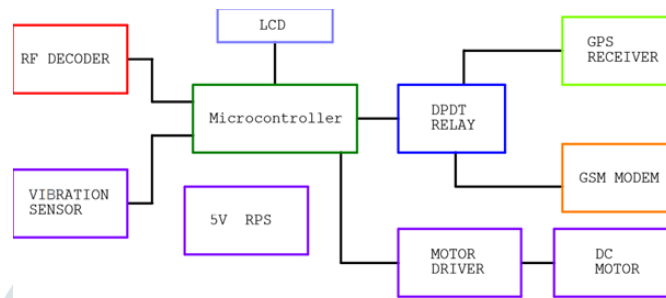 LCD
RF DECODER
GPS
RECEIVER
Microcontroller
DPDT
RELAY
VIBRATION
SENSOR
GSM MODEM
5V RPS
MOTOR
DRIVER
DC
MOTOR